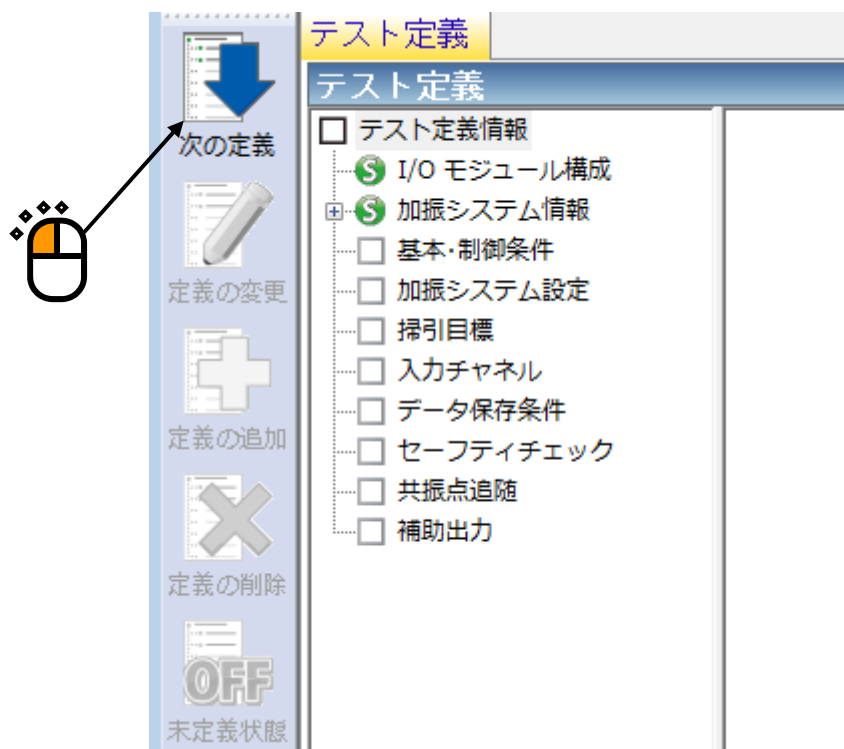 テスト定義
テスト定義
次の定義
定義の変更
定義の追加
定義の削除
OFF
未定義状態
テスト定義情報
S I/O モジュール構成
S 加振システム情報
基本・制御条件
加振システム設定
掃引目標
入力チャネル
データ保存条件
セーフティチェック
共振点追随
補助出力